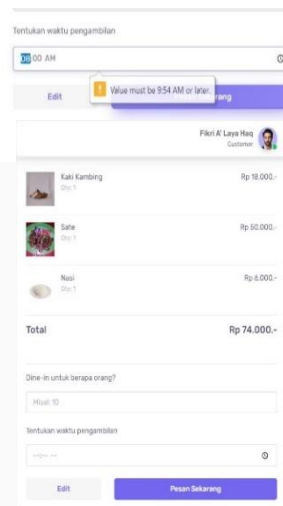 Tentukan waktu pengambilan
08:00 AM
Value must be 9:54 AM or later.
Edit
rang
Fikri A' Laya Haq
Customer
Kaki Kambing Rp 18.000,-
Qty: 1
Sate Rp 50.000,-
Qty: 1
Nasi Rp 6.000,-
Qty: 1
Total Rp 74.000,-
Dine-in untuk berapa orang?
Misal: 10
Tentukan waktu pengambilan
--:-- --
Edit Pesan Sekarang